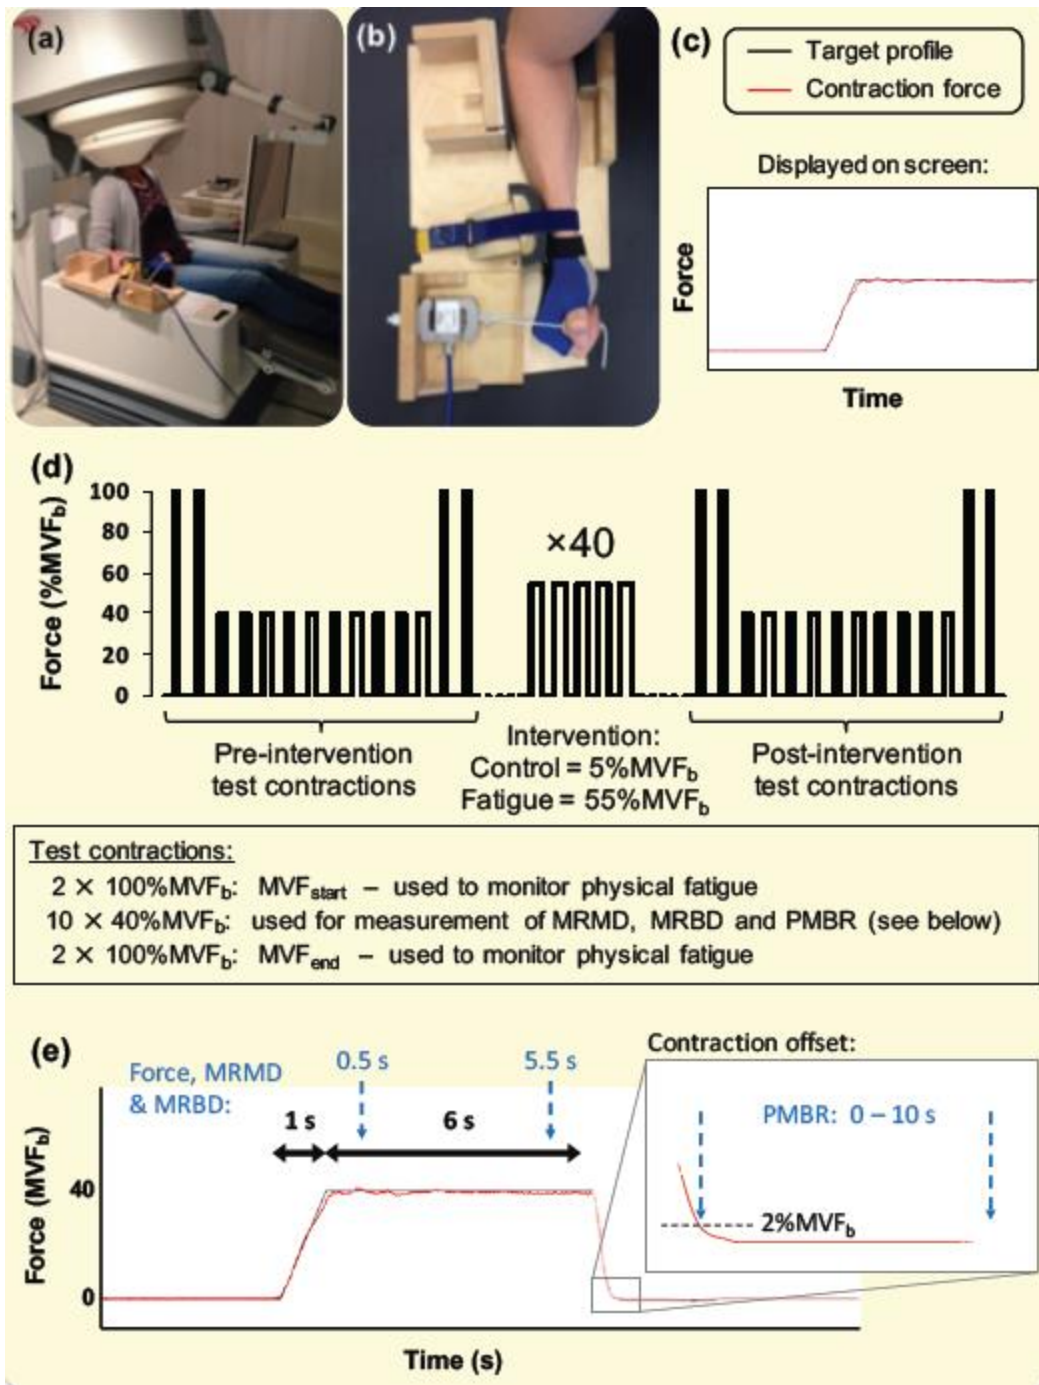 (a)
(b)
(c)
Target profile
Contraction force
Displayed on screen:
Force
Time
(d)
Force (%MVFb)
100
80
60
40
20
0
×40
Pre-intervention
test contractions
Intervention:
Control = 5%MVFb
Fatigue = 55%MVFb
Post-intervention
test contractions
Test contractions:
2 × 100%MVFb: MVFstart – used to monitor physical fatigue
10 × 40%MVFb: used for measurement of MRMD, MRBD and PMBR (see below)
2 × 100%MVFb: MVFend – used to monitor physical fatigue
(e)
Force, MRMD
& MRBD:
0.5 s
5.5 s
1 s
6 s
Force (MVFb)
40
0
Time (s)
Contraction offset:
PMBR: 0 – 10 s
2%MVFb